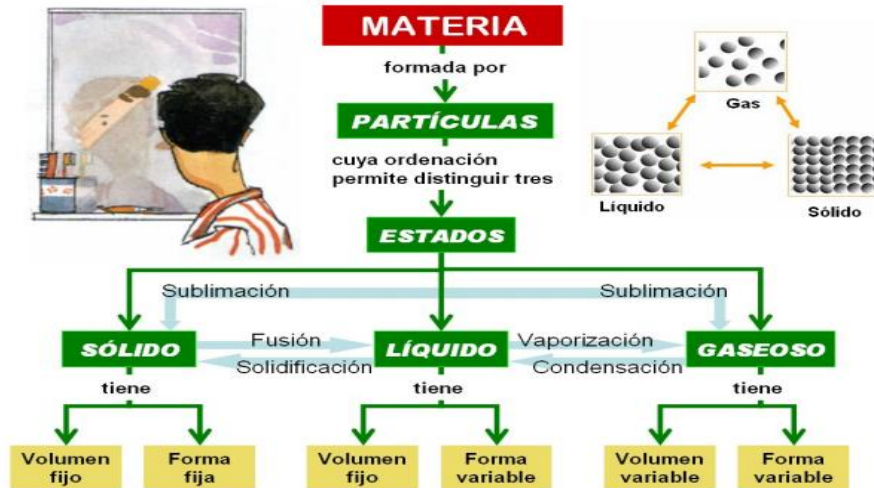 MATERIA
formada por
PARTÍCULAS
cuya ordenación
permite distinguir tres
ESTADOS
Gas
Líquido
Sólido
Sublimación
Sublimación
SÓLIDO
Fusión
Solidificación
LÍQUIDO
Vaporización
Condensación
GASEOSO
tiene
tiene
tiene
Volumen
fijo
Forma
fija
Volumen
fijo
Forma
variable
Volumen
variable
Forma
variable